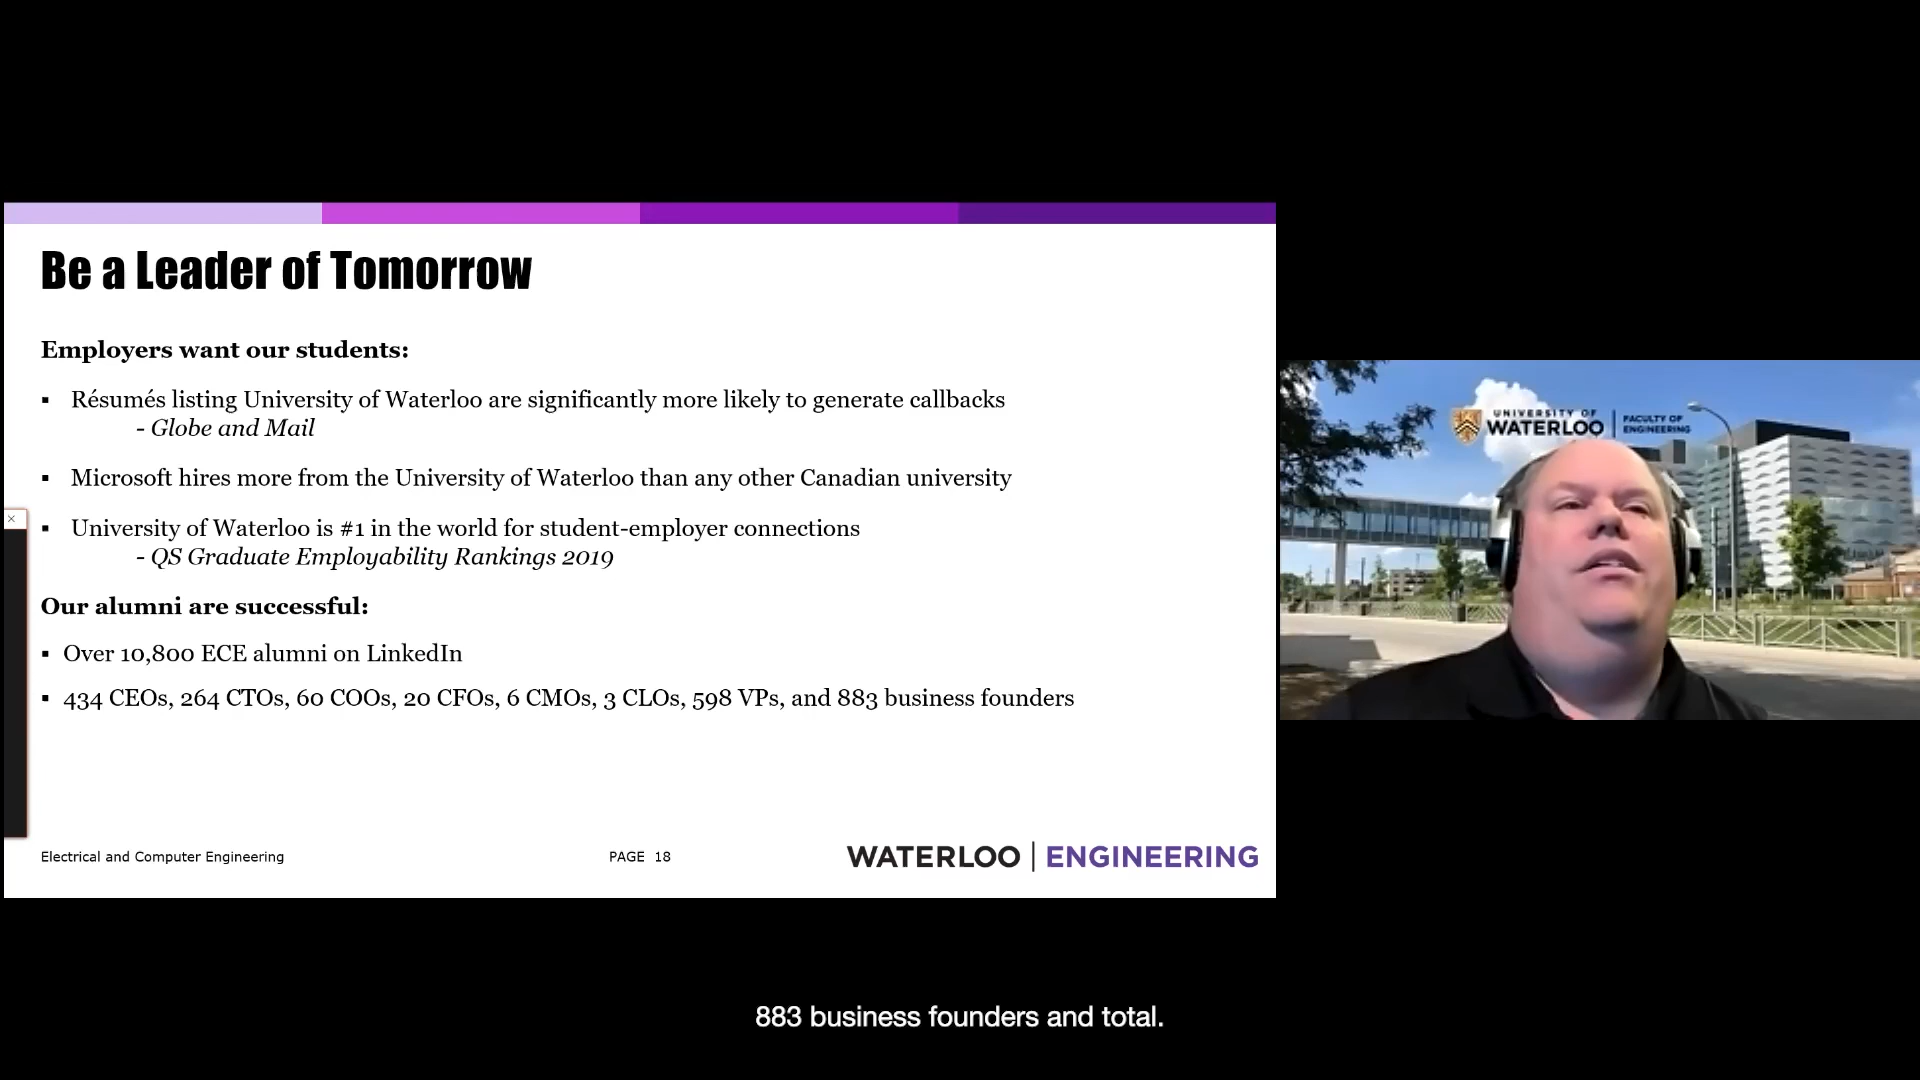 Be a Leader of Tomorrow
Employers want our students:
▪ Résumés listing University of Waterloo are significantly more likely to generate callbacks
- Globe and Mail
▪ Microsoft hires more from the University of Waterloo than any other Canadian university
▪ University of Waterloo is #1 in the world for student-employer connections
- QS Graduate Employability Rankings 2019
Our alumni are successful:
▪ Over 10,800 ECE alumni on LinkedIn
▪ 434 CEOs, 264 CTOs, 60 COOs, 20 CFOs, 6 CMOs, 3 CLOs, 598 VPs, and 883 business founders
Electrical and Computer Engineering
PAGE 18
WATERLOO | ENGINEERING
UNIVERSITY OF
WATERLOO
FACULTY OF
ENGINEERING
883 business founders and total.